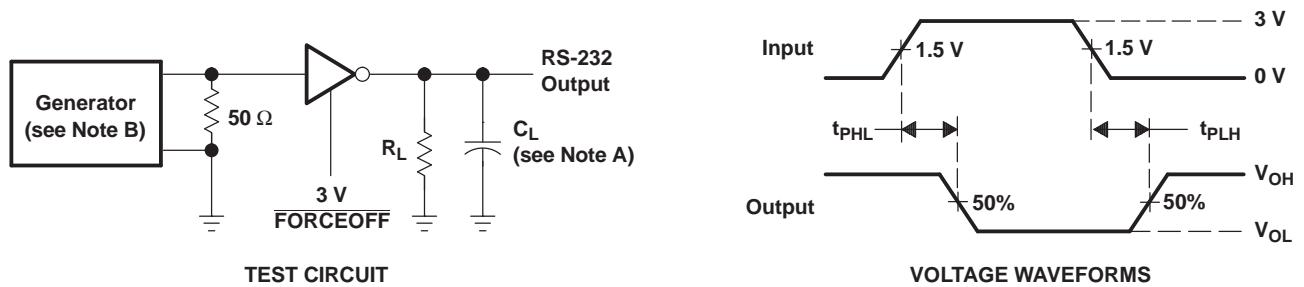 Generator
(see Note B)
50 Ω
3 V
FORCEOFF
RS-232
Output
R_L
C_L
(see Note A)
TEST CIRCUIT
Input
1.5 V
1.5 V
3 V
0 V
t_PHL
t_PLH
Output
50%
50%
V_OH
V_OL
VOLTAGE WAVEFORMS